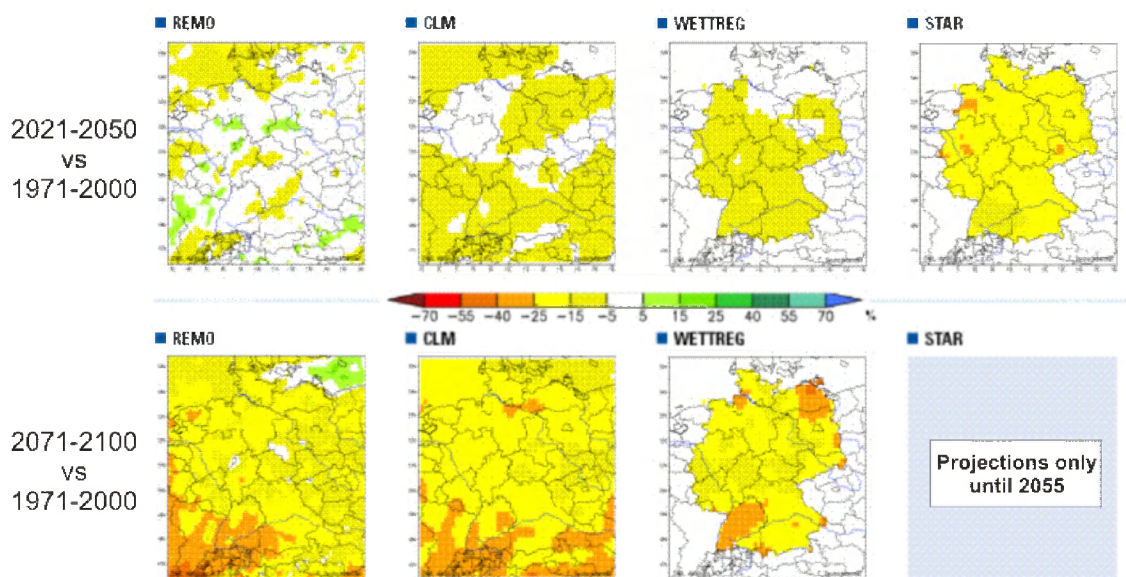 REMO CLM WETTREG STAR
2021-2050
vs
1971-2000
−70 −55 −40 −25 −15 −5 5 15 25 40 55 70 %
REMO CLM WETTREG STAR
2071-2100
vs
1971-2000
Projections only
until 2055